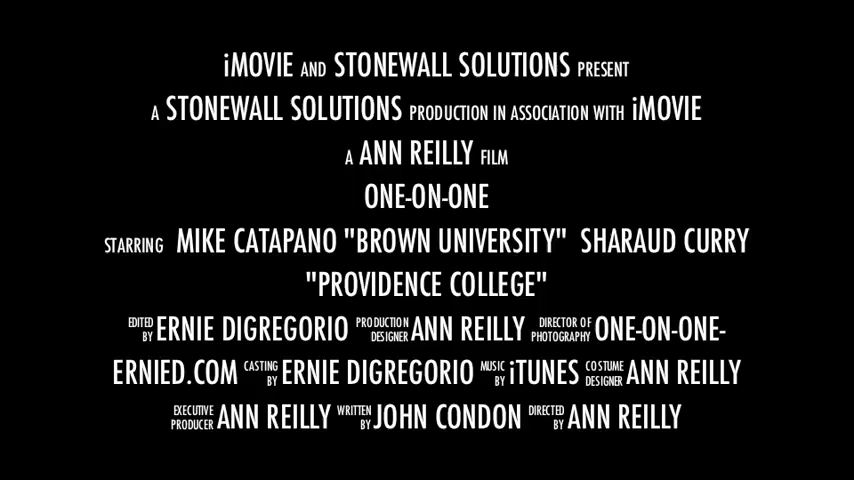 iMOVIE AND STONEWALL SOLUTIONS PRESENT
A STONEWALL SOLUTIONS PRODUCTION IN ASSOCIATION WITH iMOVIE
A ANN REILLY FILM
ONE-ON-ONE
STARRING MIKE CATAPANO "BROWN UNIVERSITY" SHARAUD CURRY
"PROVIDENCE COLLEGE"
EDITED BY ERNIE DIGREGORIO PRODUCTION DESIGNER ANN REILLY DIRECTOR OF PHOTOGRAPHY ONE-ON-ONE-
ERNIED.COM CASTING BY ERNIE DIGREGORIO MUSIC BY iTUNES COSTUME DESIGNER ANN REILLY
EXECUTIVE PRODUCER ANN REILLY WRITTEN BY JOHN CONDON DIRECTED BY ANN REILLY